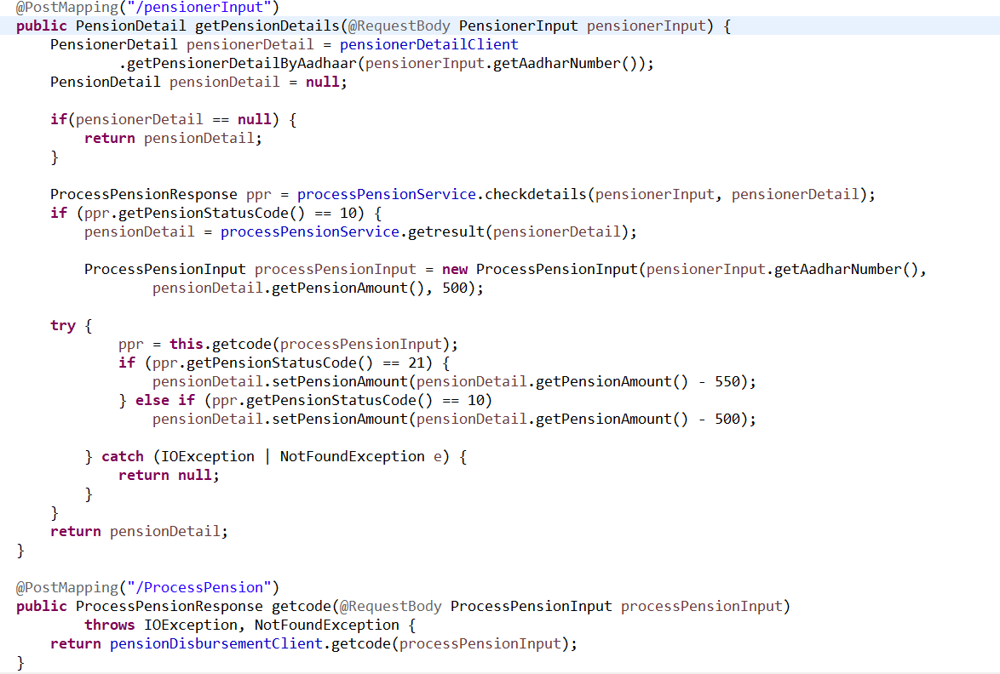 @PostMapping("/pensionerInput")
public PensionDetail getPensionDetails(@RequestBody PensionerInput pensionerInput) {
    PensionerDetail pensionerDetail = pensionerDetailClient
            .getPensionerDetailByAadhaar(pensionerInput.getAadharNumber());
    PensionDetail pensionDetail = null;

    if(pensionerDetail == null) {
        return pensionDetail;
    }

    ProcessPensionResponse ppr = processPensionService.checkdetails(pensionerInput, pensionerDetail);
    if (ppr.getPensionStatusCode() == 10) {
        pensionDetail = processPensionService.getresult(pensionerDetail);

        ProcessPensionInput processPensionInput = new ProcessPensionInput(pensionerInput.getAadharNumber(),
                pensionDetail.getPensionAmount(), 500);

    try {
            ppr = this.getcode(processPensionInput);
            if (ppr.getPensionStatusCode() == 21) {
                pensionDetail.setPensionAmount(pensionDetail.getPensionAmount() - 550);
            } else if (ppr.getPensionStatusCode() == 10)
                pensionDetail.setPensionAmount(pensionDetail.getPensionAmount() - 500);

        } catch (IOException | NotFoundException e) {
            return null;
        }
    }
    return pensionDetail;
}

@PostMapping("/ProcessPension")
public ProcessPensionResponse getcode(@RequestBody ProcessPensionInput processPensionInput)
        throws IOException, NotFoundException {
    return pensionDisbursementClient.getcode(processPensionInput);
}